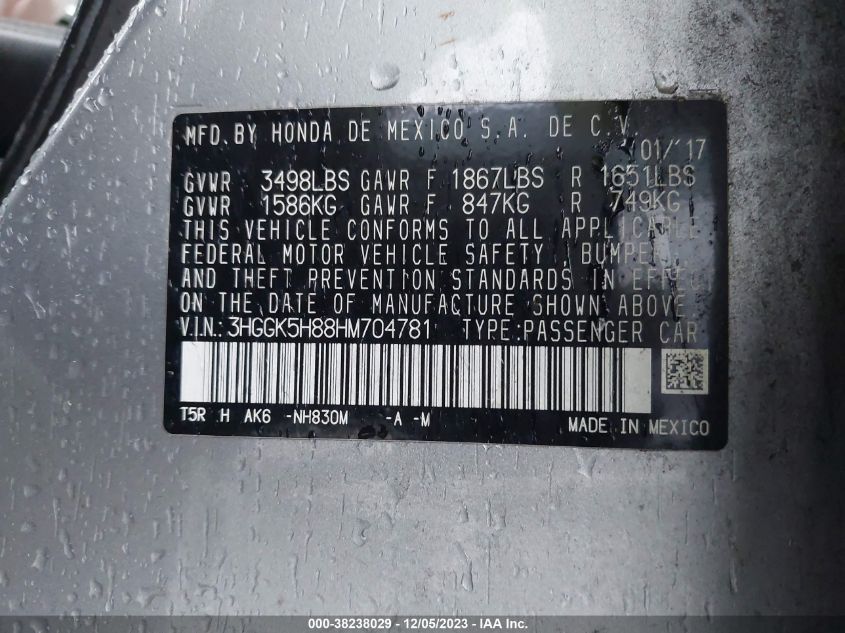 MFD. BY HONDA DE MEXICO S.A. DE C.V.
01/'17
GVWR 3498LBS GAWR F 1867LBS R 1651LBS
GVWR 1586KG GAWR F 847KG R 749KG
THIS VEHICLE CONFORMS TO ALL APPLICABLE
FEDERAL MOTOR VEHICLE SAFETY, BUMPER,
AND THEFT PREVENTION STANDARDS IN EFFECT
ON THE DATE OF MANUFACTURE SHOWN ABOVE.
V.I.N.: 3HGGK5H88HM704781 TYPE:PASSENGER CAR
T5R H AK6 -NH830M -A -M MADE IN MEXICO
000-38238029 - 12/05/2023 - IAA Inc.